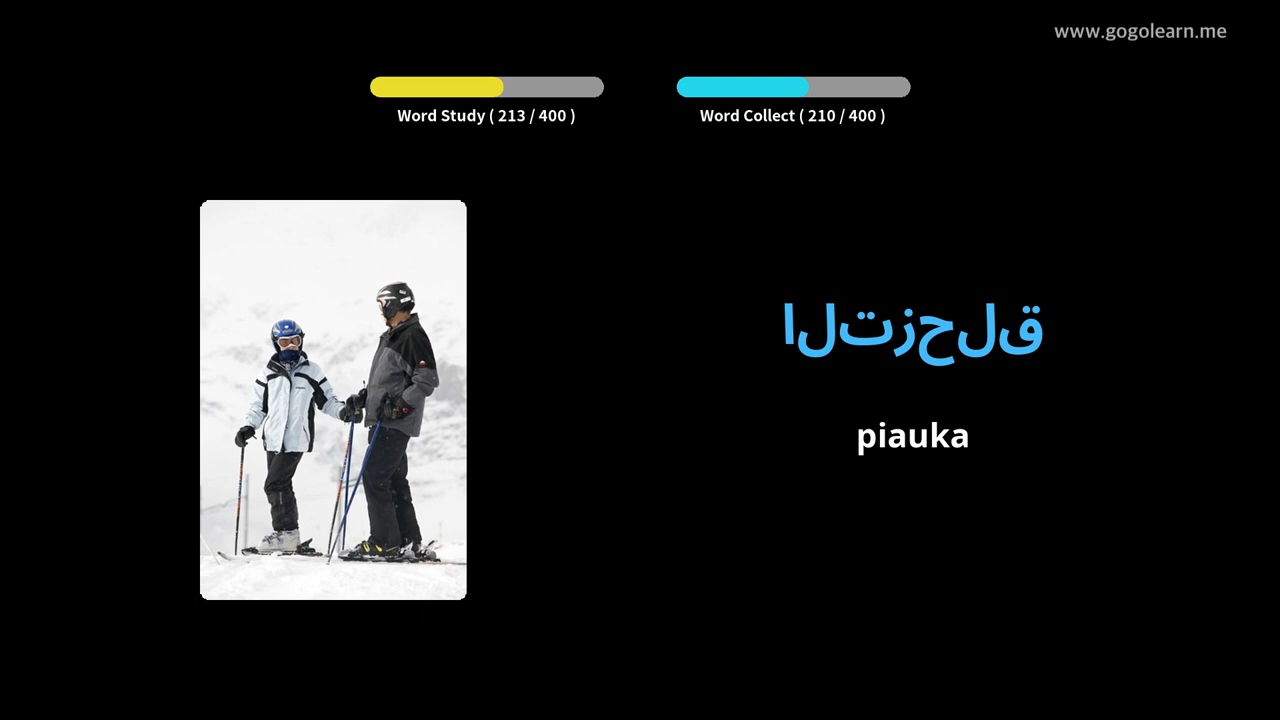 www.gogolearn.me
Word Study ( 213 / 400 )
Word Collect ( 210 / 400 )
التزحلق
piauka